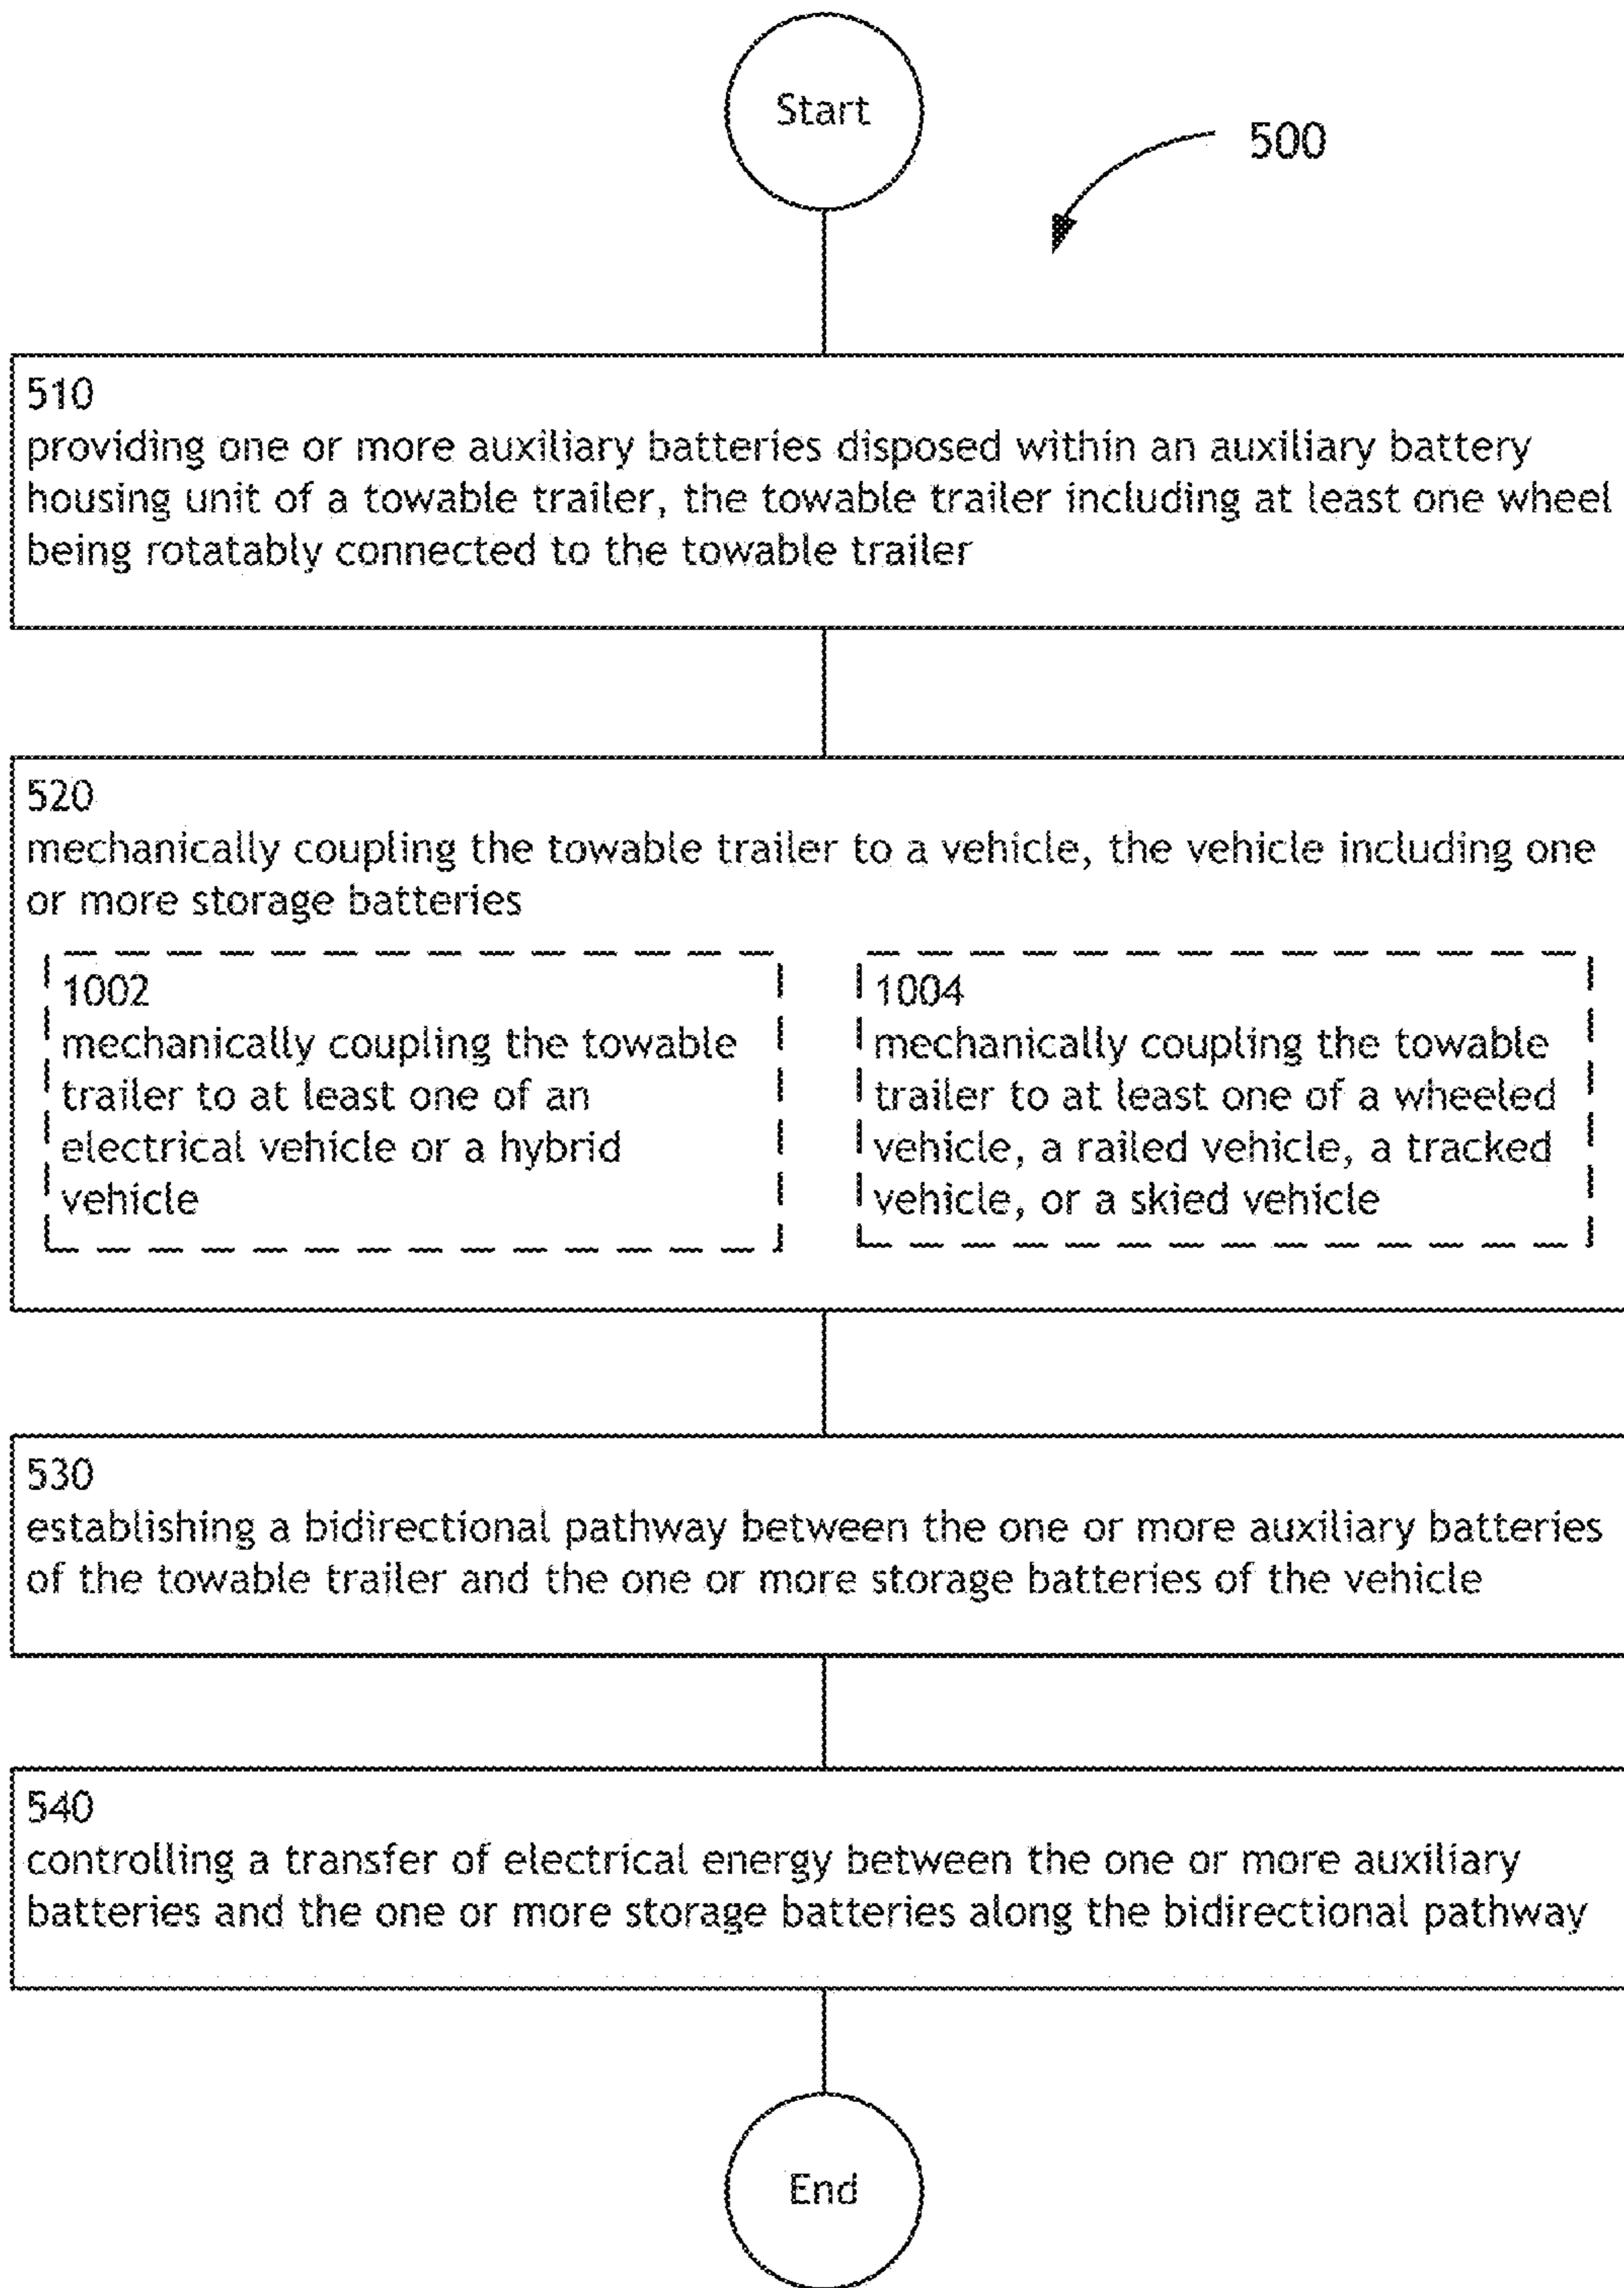 Start
500
510
providing one or more auxiliary batteries disposed within an auxiliary battery
housing unit of a towable trailer, the towable trailer including at least one wheel
being rotatably connected to the towable trailer
520
mechanically coupling the towable trailer to a vehicle, the vehicle including one
or more storage batteries
1002
mechanically coupling the towable
trailer to at least one of an
electrical vehicle or a hybrid
vehicle
1004
mechanically coupling the towable
trailer to at least one of a wheeled
vehicle, a railed vehicle, a tracked
vehicle, or a skied vehicle
530
establishing a bidirectional pathway between the one or more auxiliary batteries
of the towable trailer and the one or more storage batteries of the vehicle
540
controlling a transfer of electrical energy between the one or more auxiliary
batteries and the one or more storage batteries along the bidirectional pathway
End